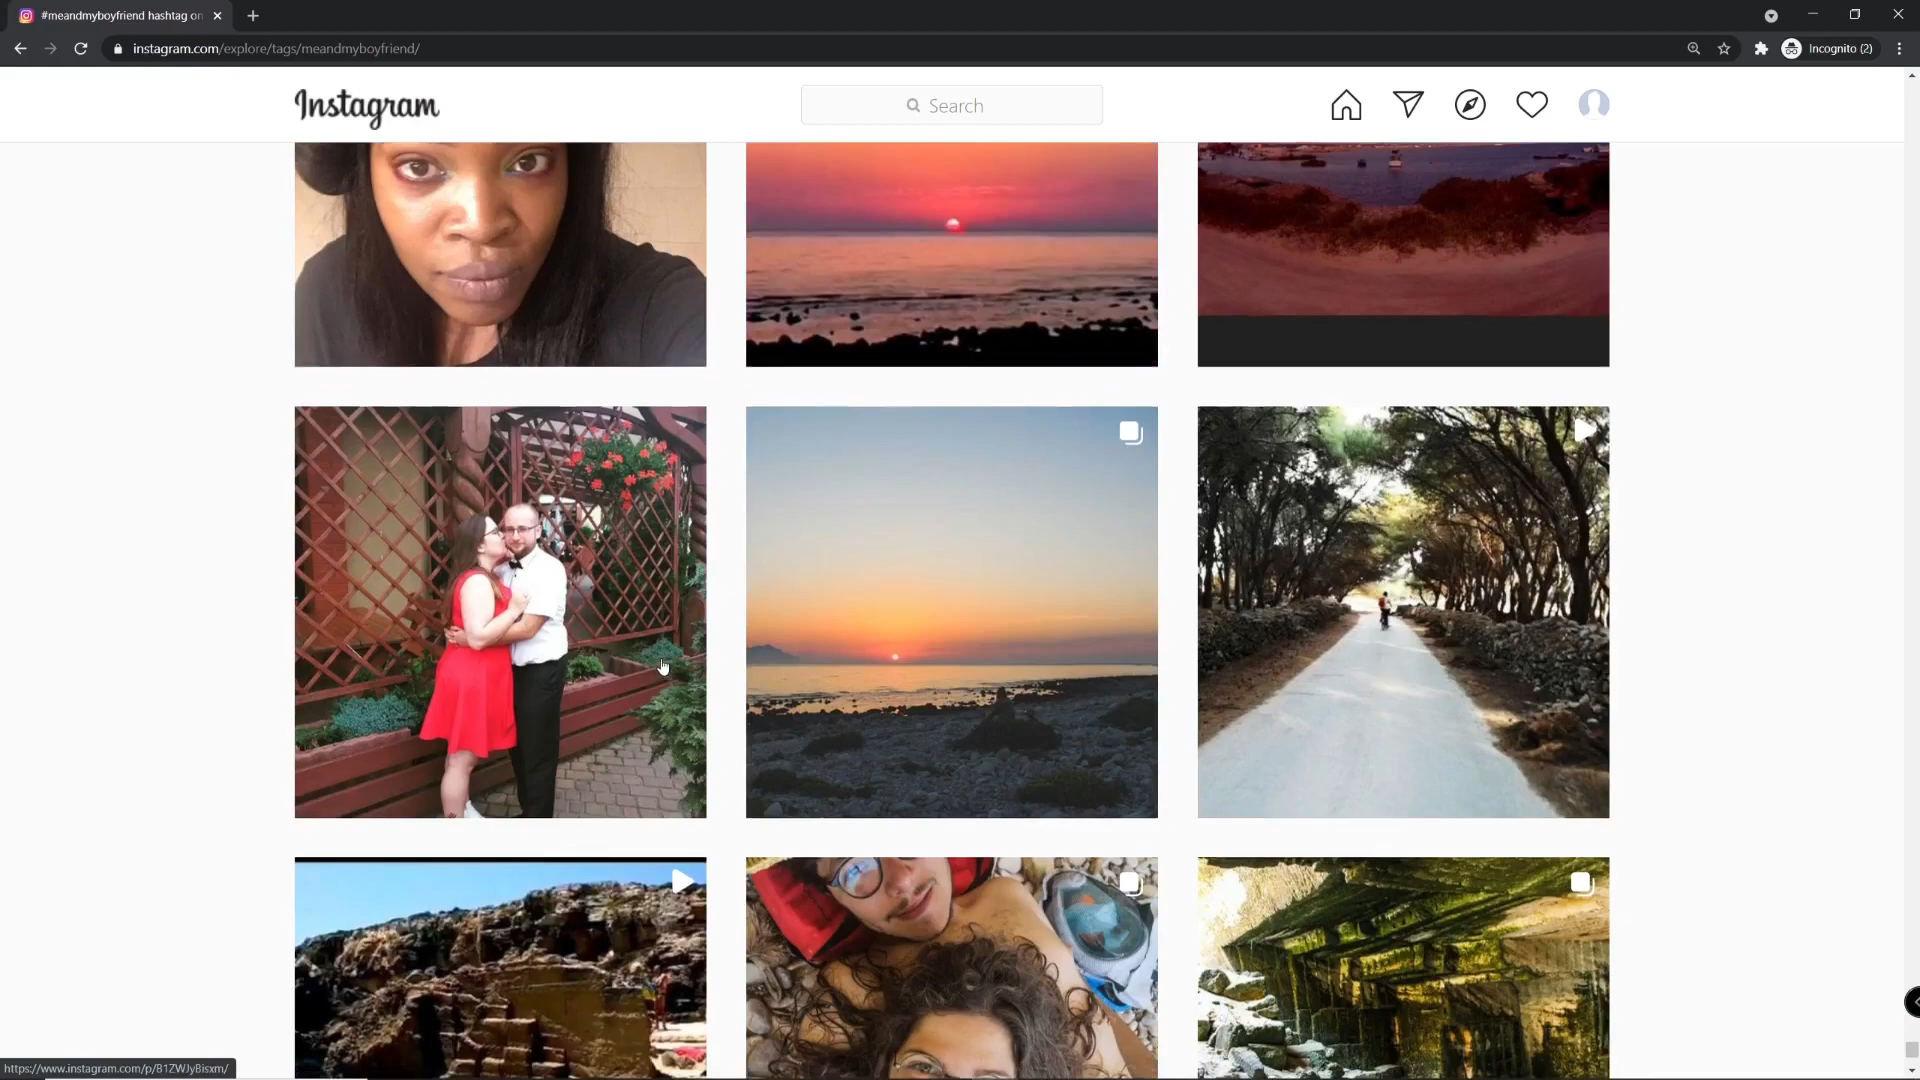 #meandmyboyfriend hashtag on
instagram.com/explore/tags/meandmyboyfriend/
Incognito (2)
Instagram
Search
https://www.instagram.com/p/B1ZWJyBisxm/